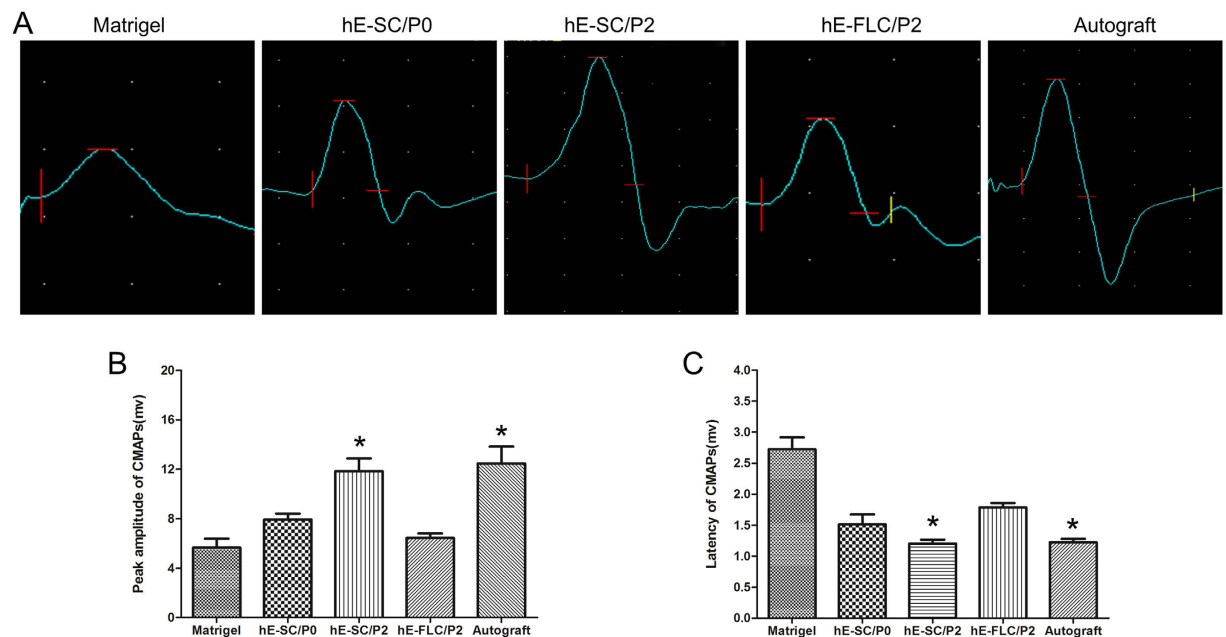 A
Matrigel hE-SC/P0 hE-SC/P2 hE-FLC/P2 Autograft
B
Peak amplitude of CMAPs(mv)
20
16
12
8
4
0
* *
Matrigel hE-SC/P0 hE-SC/P2 hE-FLC/P2 Autograft
C
Latency of CMAPs(mv)
4.0
3.5
3.0
2.5
2.0
1.5
1.0
0.5
0.0
* *
Matrigel hE-SC/P0 hE-SC/P2 hE-FLC/P2 Autograft